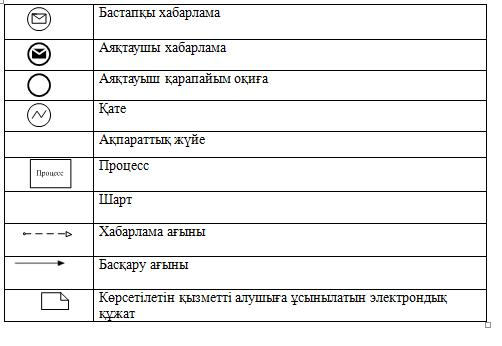 Бастапқы хабарлама
Аяқтаушы хабарлама
Аяқтауыш қарапайым оқиға
Қате
Ақпараттық жүйе
Процесс
Процесс
Шарт
Хабарлама ағыны
Басқару ағыны
Көрсетілетін қызметті алушыға ұсынылатын электрондық
құжат